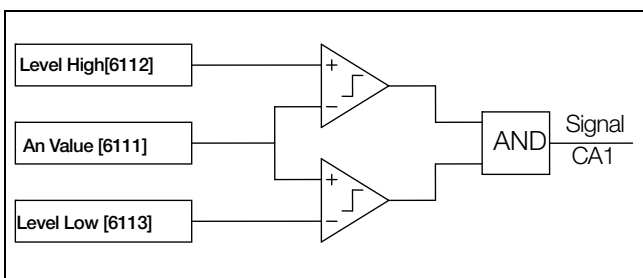 Level High[6112]
An Value [6111]
Level Low [6113]
+
−
+
−
AND
Signal
CA1